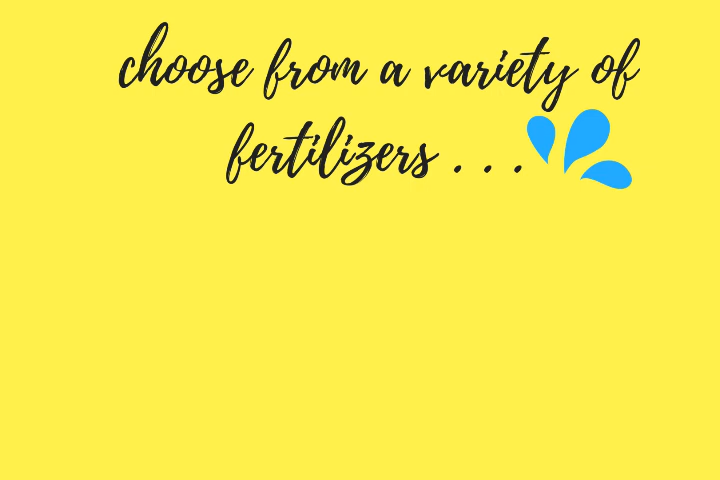 choose from a variety of
fertilizers . . .